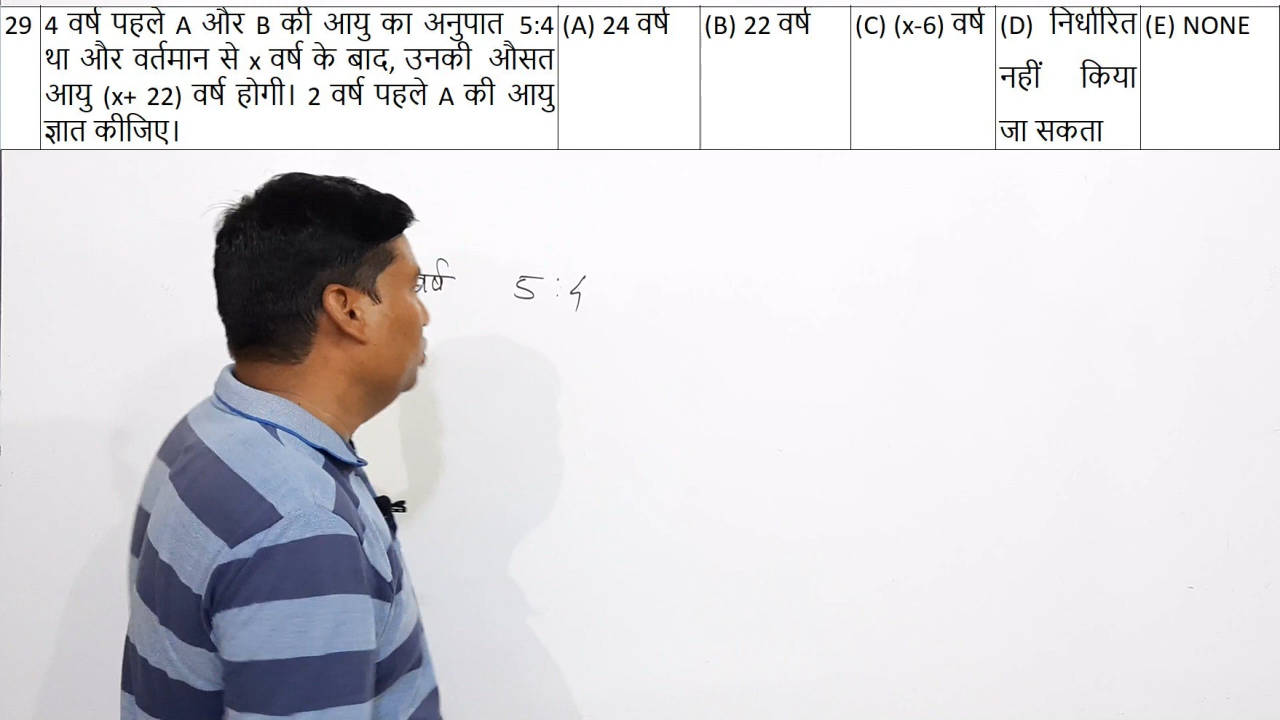 29 4 वर्ष पहले A और B की आयु का अनुपात 5:4
था और वर्तमान से x वर्ष के बाद, उनकी औसत
आयु (x+ 22) वर्ष होगी। 2 वर्ष पहले A की आयु
ज्ञात कीजिए।
(A) 24 वर्ष
(B) 22 वर्ष
(C) (x-6) वर्ष
(D) निर्धारित
नहीं किया
जा सकता
(E) NONE
वर्ष 5:4